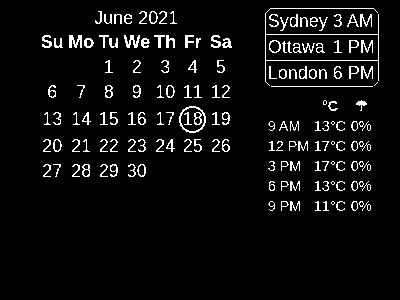 June 2021
Su Mo Tu We Th Fr Sa
1 2 3 4 5
6 7 8 9 10 11 12
13 14 15 16 17 18 19
20 21 22 23 24 25 26
27 28 29 30
Sydney 3 AM
Ottawa 1 PM
London 6 PM
°C ☂
9 AM 13°C 0%
12 PM 17°C 0%
3 PM 17°C 0%
6 PM 13°C 0%
9 PM 11°C 0%